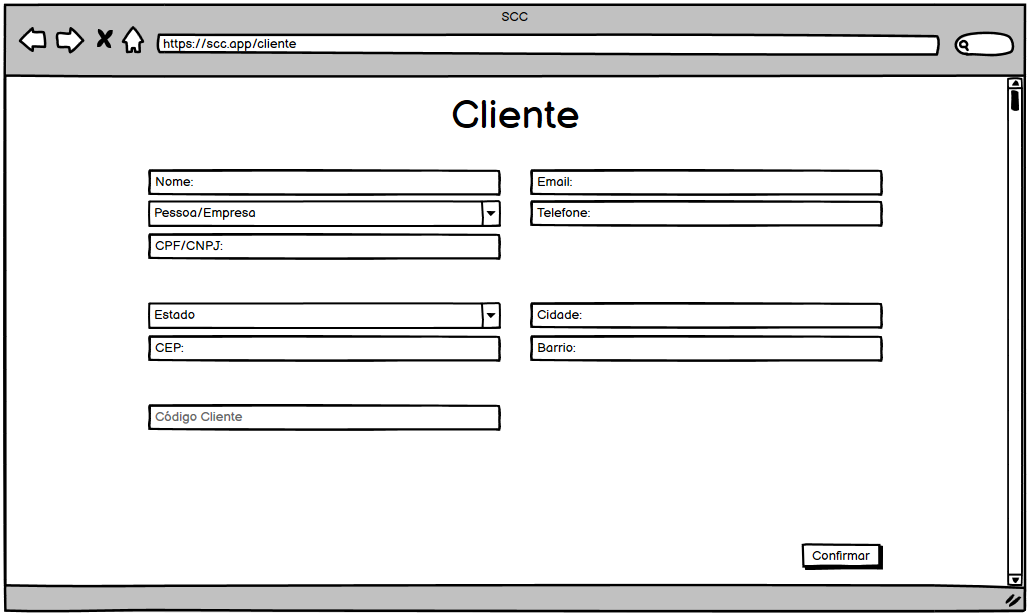 SCC
https://scc.app/cliente
Cliente
Nome:
Email:
Pessoa/Empresa
Telefone:
CPF/CNPJ:
Estado
Cidade:
CEP:
Barrio:
Código Cliente
Confirmar